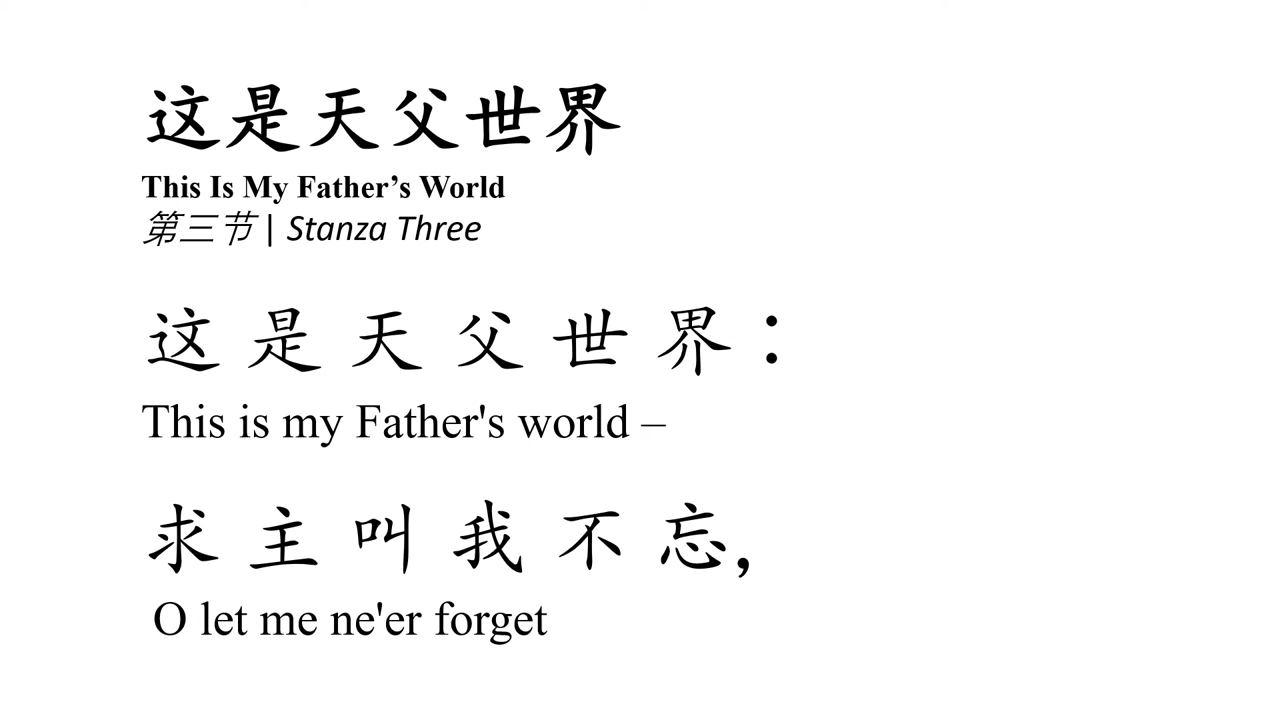 这是天父世界
This Is My Father’s World
第三节 | Stanza Three
这 是 天 父 世 界：
This is my Father's world –
求 主 叫 我 不 忘,
O let me ne'er forget